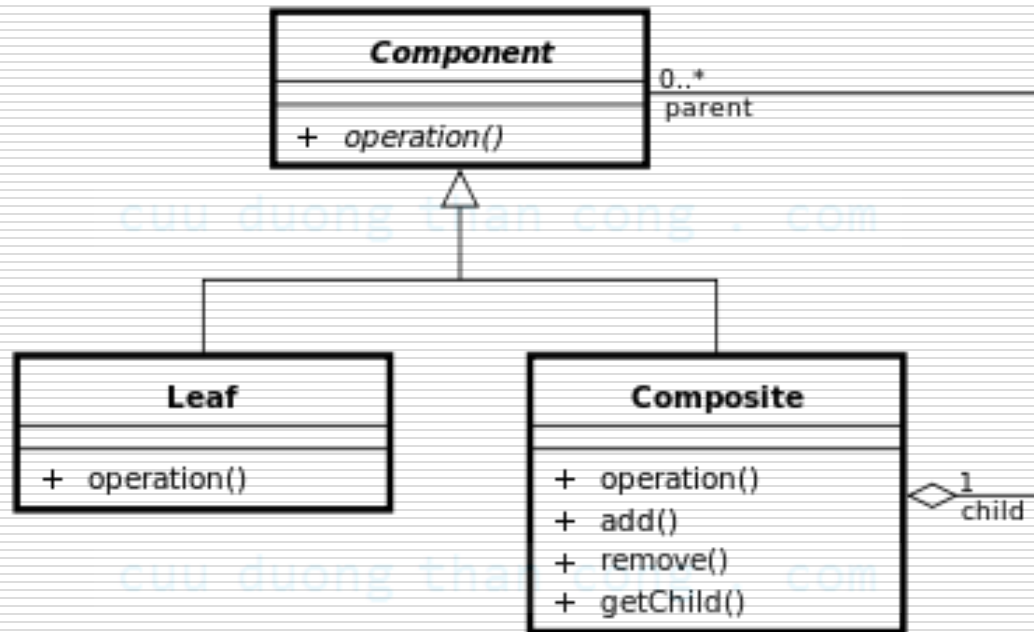 Component
0..*
parent
+ operation()
cuu duong than cong . com
Leaf
Composite
+ operation()
+ operation()
1
child
+ add()
+ remove()
cuu duong than cong . com
+ getChild()